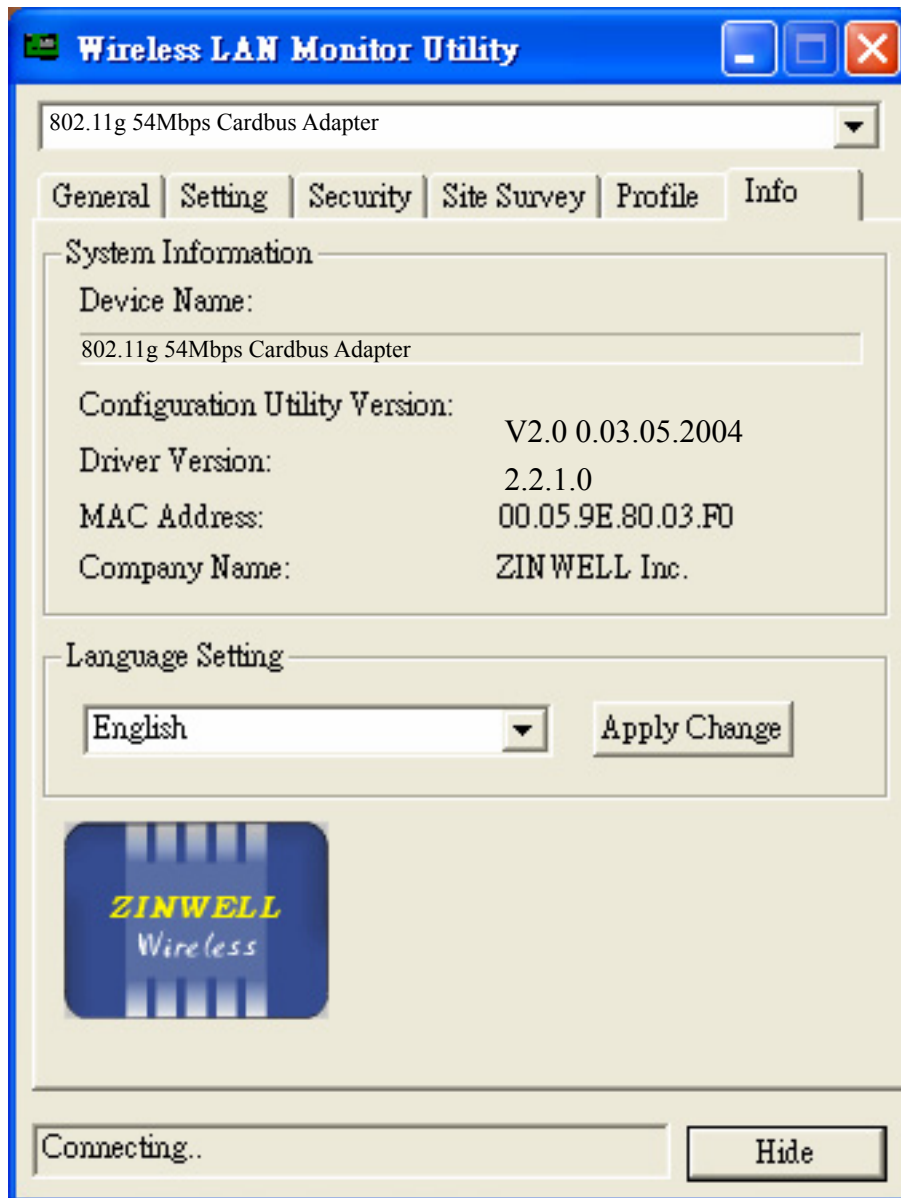 Wireless LAN Monitor Utility
802.11g 54Mbps Cardbus Adapter
General Setting Security Site Survey Profile Info
System Information
Device Name:
802.11g 54Mbps Cardbus Adapter
Configuration Utility Version: V2.0 0.03.05.2004
Driver Version: 2.2.1.0
MAC Address: 00.05.9E.80.03.F0
Company Name: ZINWELL Inc.
Language Setting
English Apply Change
ZINWELL
Wireless
Connecting.. Hide